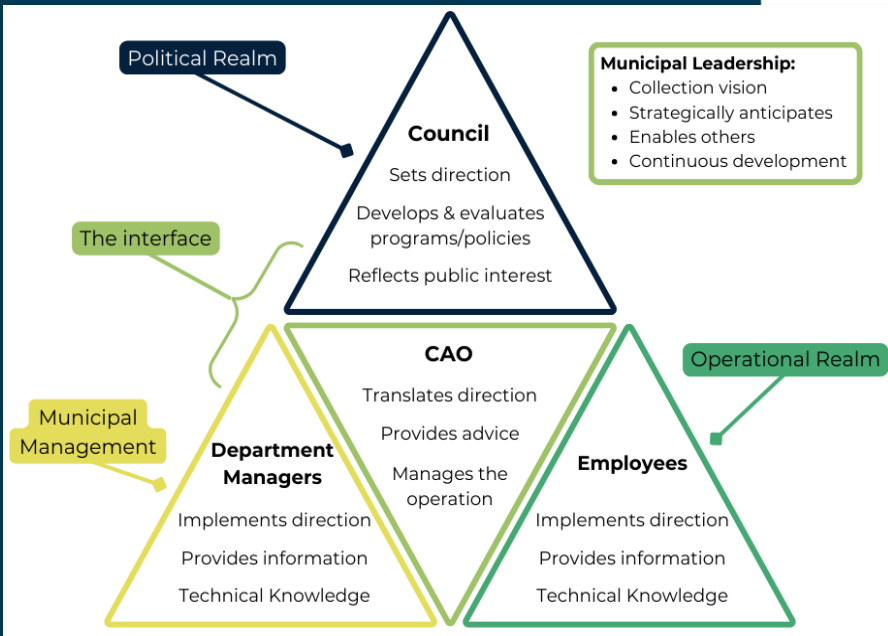 Political Realm
Municipal Leadership:
• Collection vision
• Strategically anticipates
• Enables others
• Continuous development
Council
Sets direction
Develops & evaluates
programs/policies
Reflects public interest
The interface
CAO
Translates direction
Provides advice
Manages the
operation
Operational Realm
Municipal
Management
Department
Managers
Implements direction
Provides information
Technical Knowledge
Employees
Implements direction
Provides information
Technical Knowledge